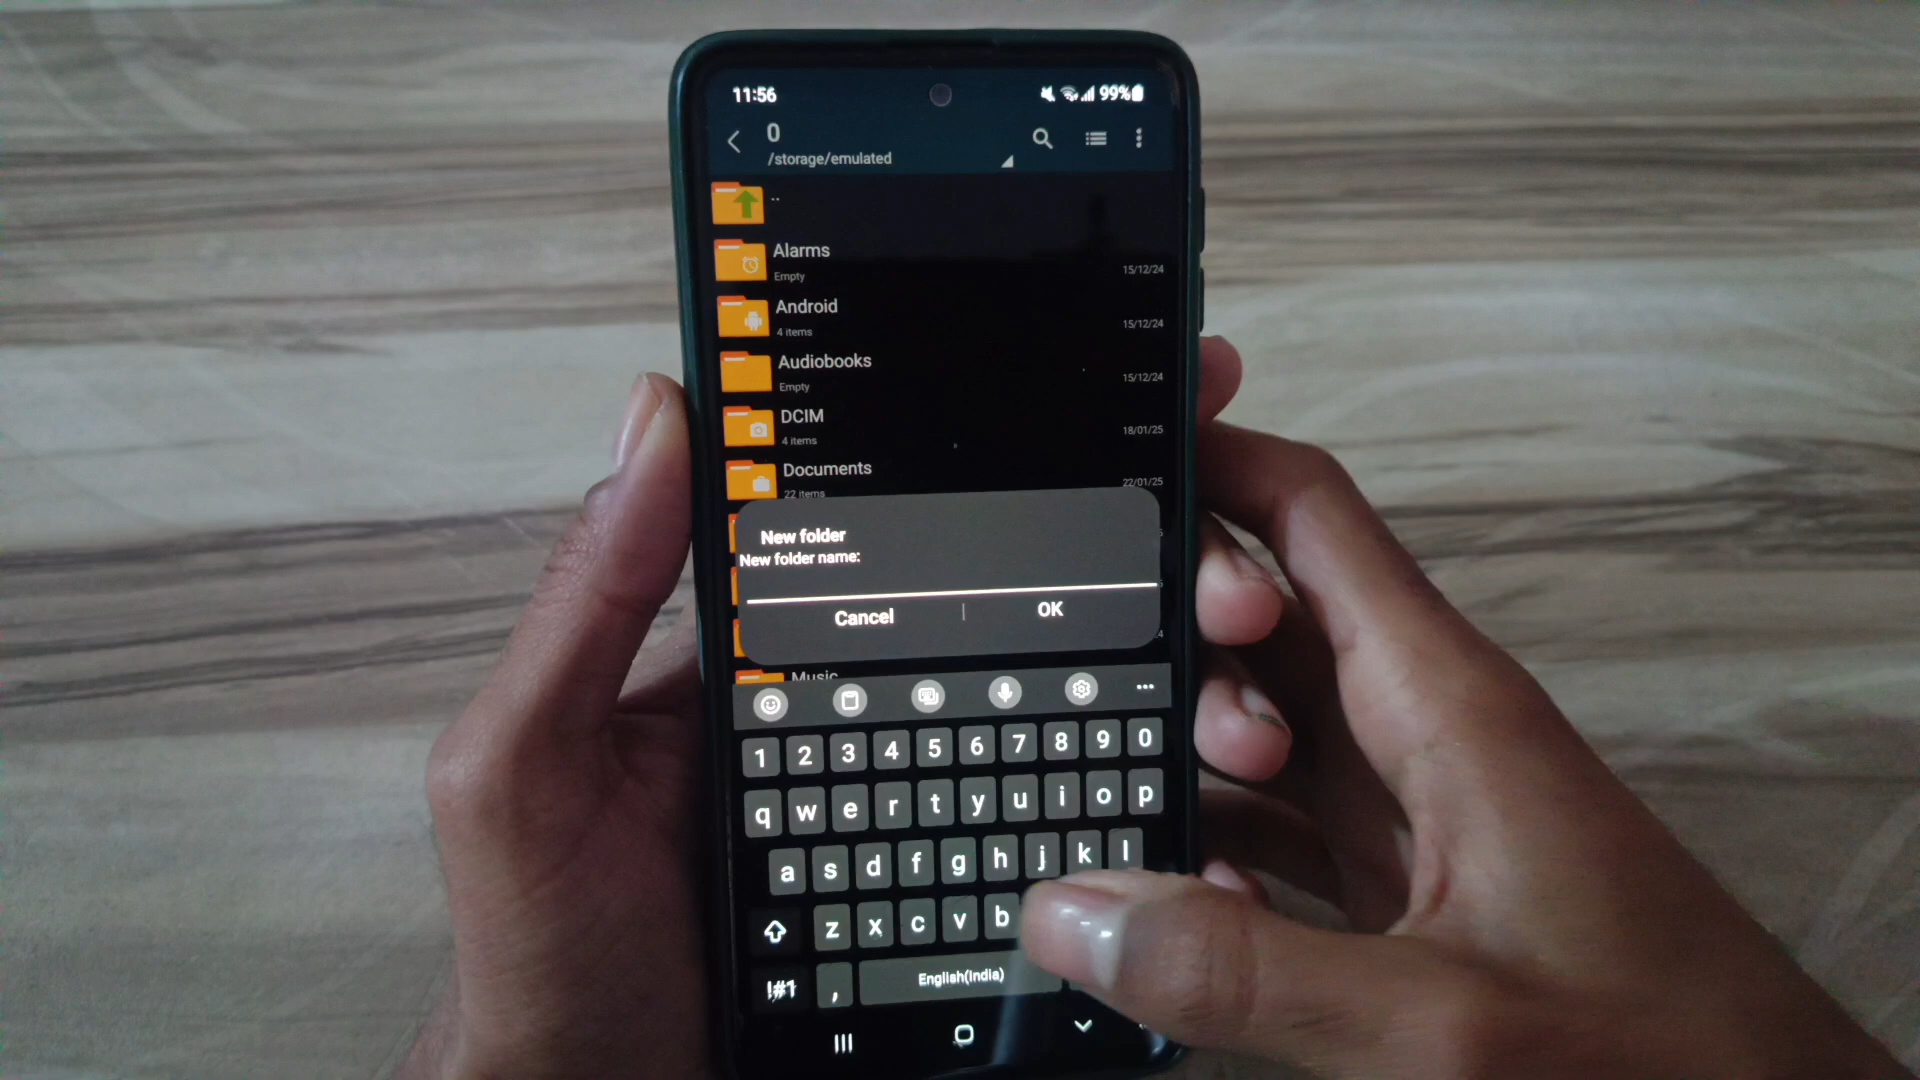 11:56
99%
0
/storage/emulated
..
Alarms
Empty
15/12/24
Android
4 items
15/12/24
Audiobooks
Empty
15/12/24
DCIM
4 items
18/01/25
Documents
22 items
22/01/25
New folder
New folder name:
Cancel | OK
Music
1 2 3 4 5 6 7 8 9 0
q w e r t y u i o p
a s d f g h j k l
z x c v b
!#1 , English(India)